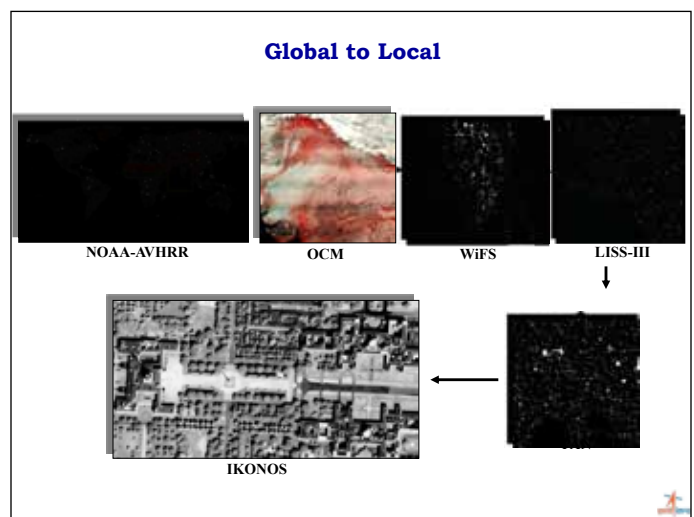 Global to Local
NOAA-AVHRR
OCM
WiFS
LISS-III
IKONOS